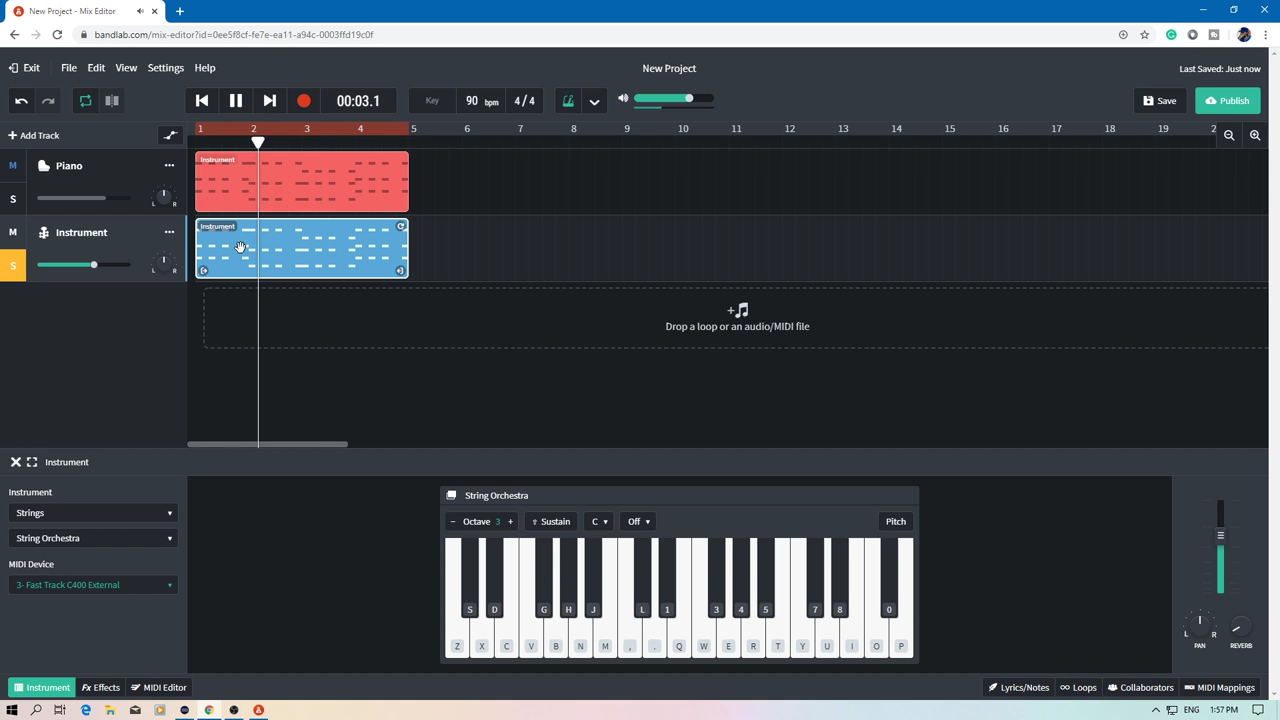 New Project - Mix Editor
bandlab.com/mix-editor?id=0ee5f8cf-fe7e-ea11-a94c-0003ffd19c0f
Exit File Edit View Settings Help New Project Last Saved: Just now
00:03.1 Key 90 bpm 4/4 Save Publish
Add Track 1 2 3 4 5 6 7 8 9 10 11 12 13 14 15 16 17 18 19 2
M Piano Instrument
S L R
M Instrument Instrument
S L R
Drop a loop or an audio/MIDI file
Instrument
Instrument
Strings
String Orchestra
MIDI Device
3- Fast Track C400 External
String Orchestra
Octave 3 + Sustain C Off Pitch
S D G H J L 1 3 4 5 7 8 0
Z X C V B N M , . Q W E R T Y U I O P
L R
PAN REVERB
Instrument Fx Effects MIDI Editor Lyrics/Notes Loops Collaborators MIDI Mappings
ENG 1:57 PM